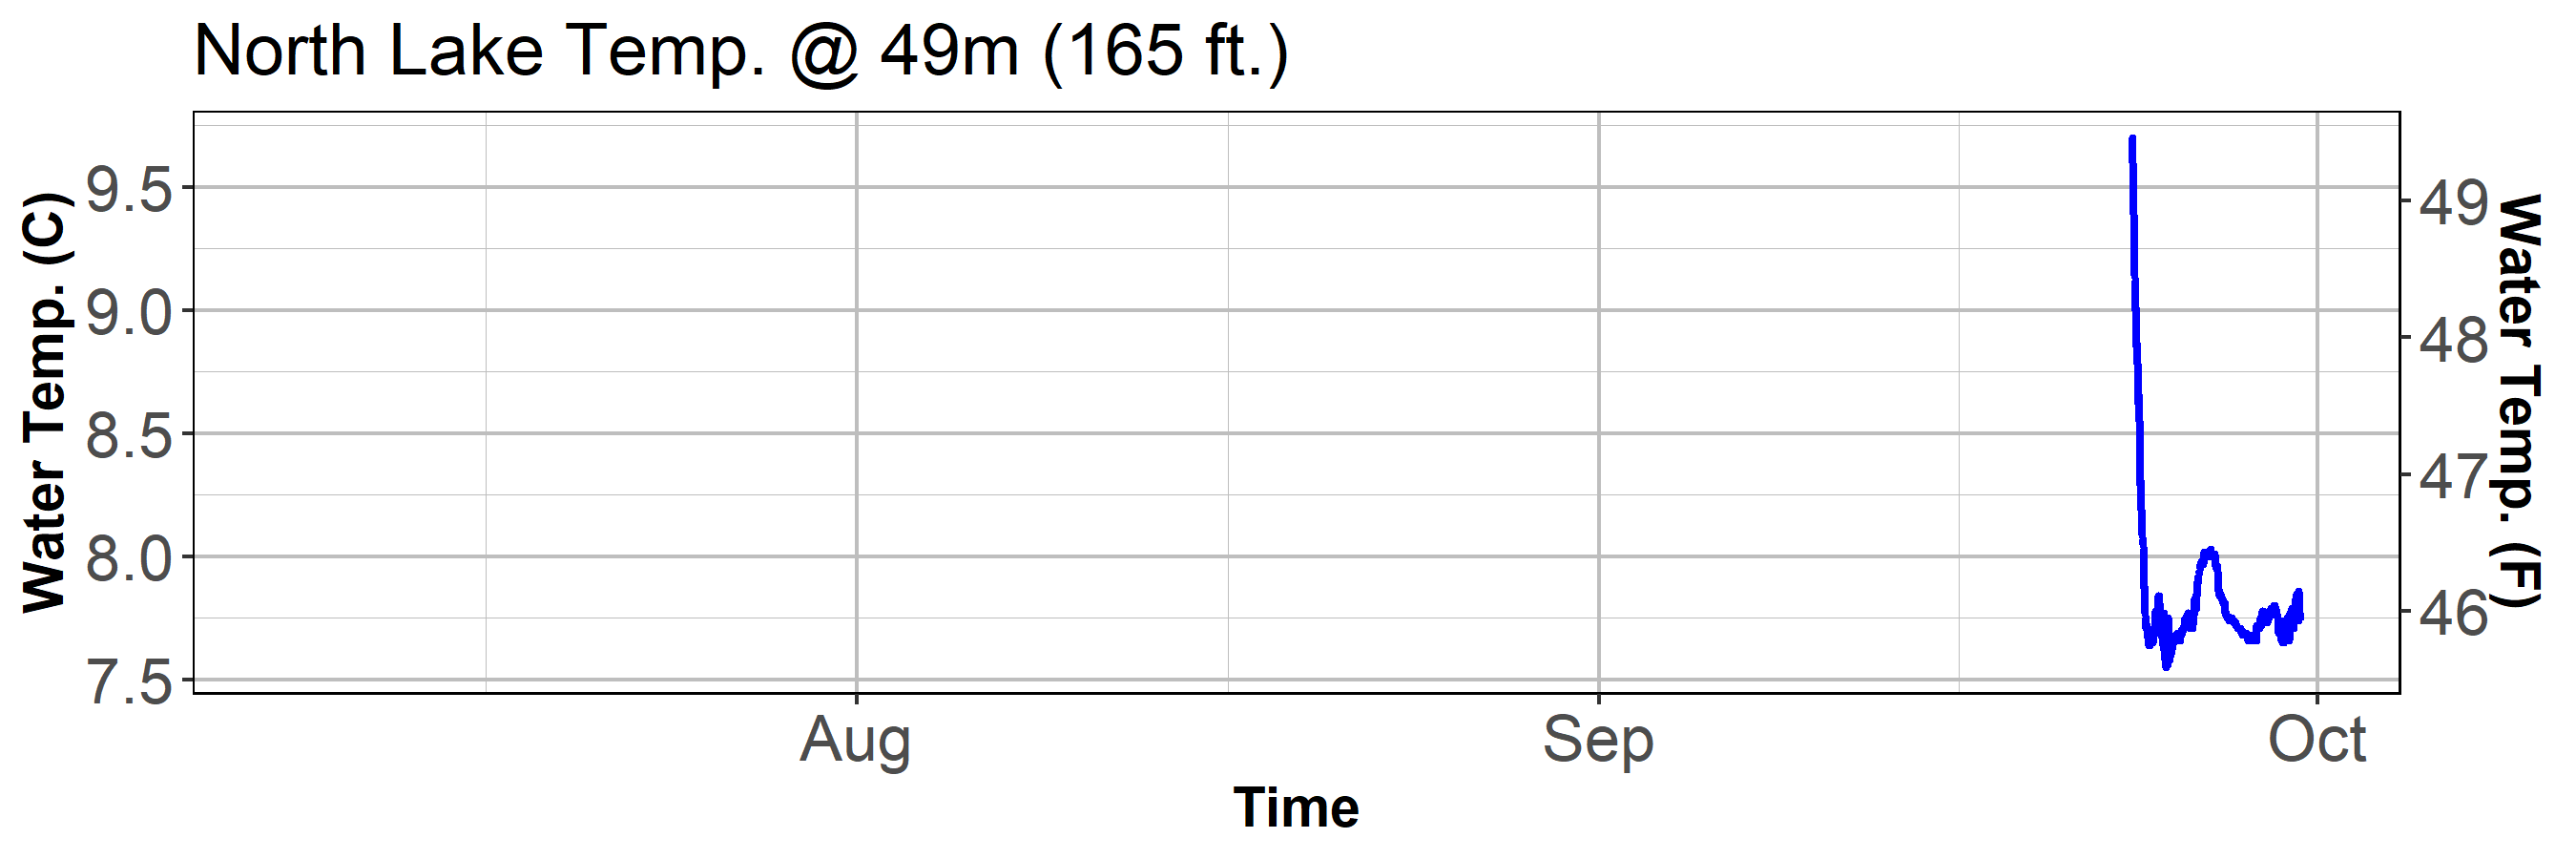 North Lake Temp. @ 49m (165 ft.)
Water Temp. (C)
9.5
9.0
8.5
8.0
7.5
49
48
47
46
Water Temp. (F)
Aug Sep Oct
Time